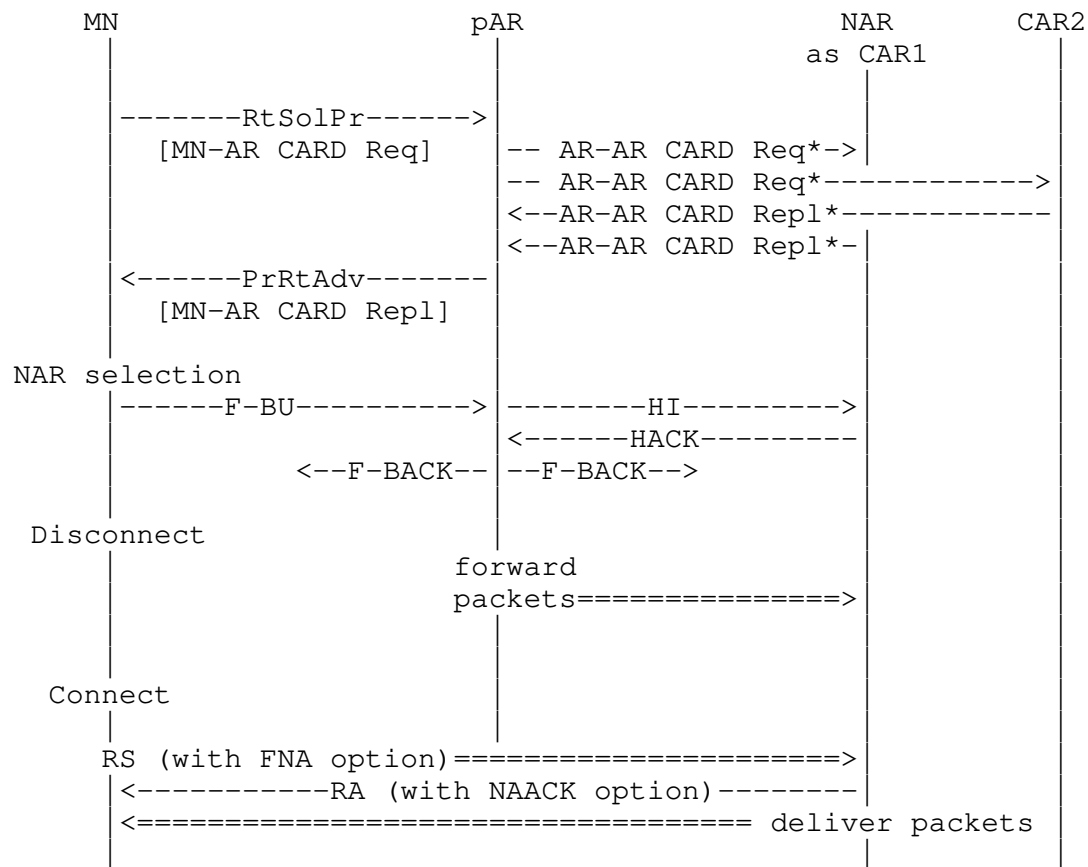 MN pAR NAR CAR2
as CAR1
|-------RtSolPr------>|
[MN-AR CARD Req] |-- AR-AR CARD Req*->|
|-- AR-AR CARD Req*------------>
|<--AR-AR CARD Repl*------------
|<--AR-AR CARD Repl*-|
|<------PrRtAdv-------|
[MN-AR CARD Repl]
NAR selection
|------F-BU---------->|--------HI--------->|
|<------HACK---------
<--F-BACK--|--F-BACK-->
Disconnect
forward
packets===============>|
Connect
RS (with FNA option)======================>|
|<-----------RA (with NAACK option)--------|
|<=================================== deliver packets